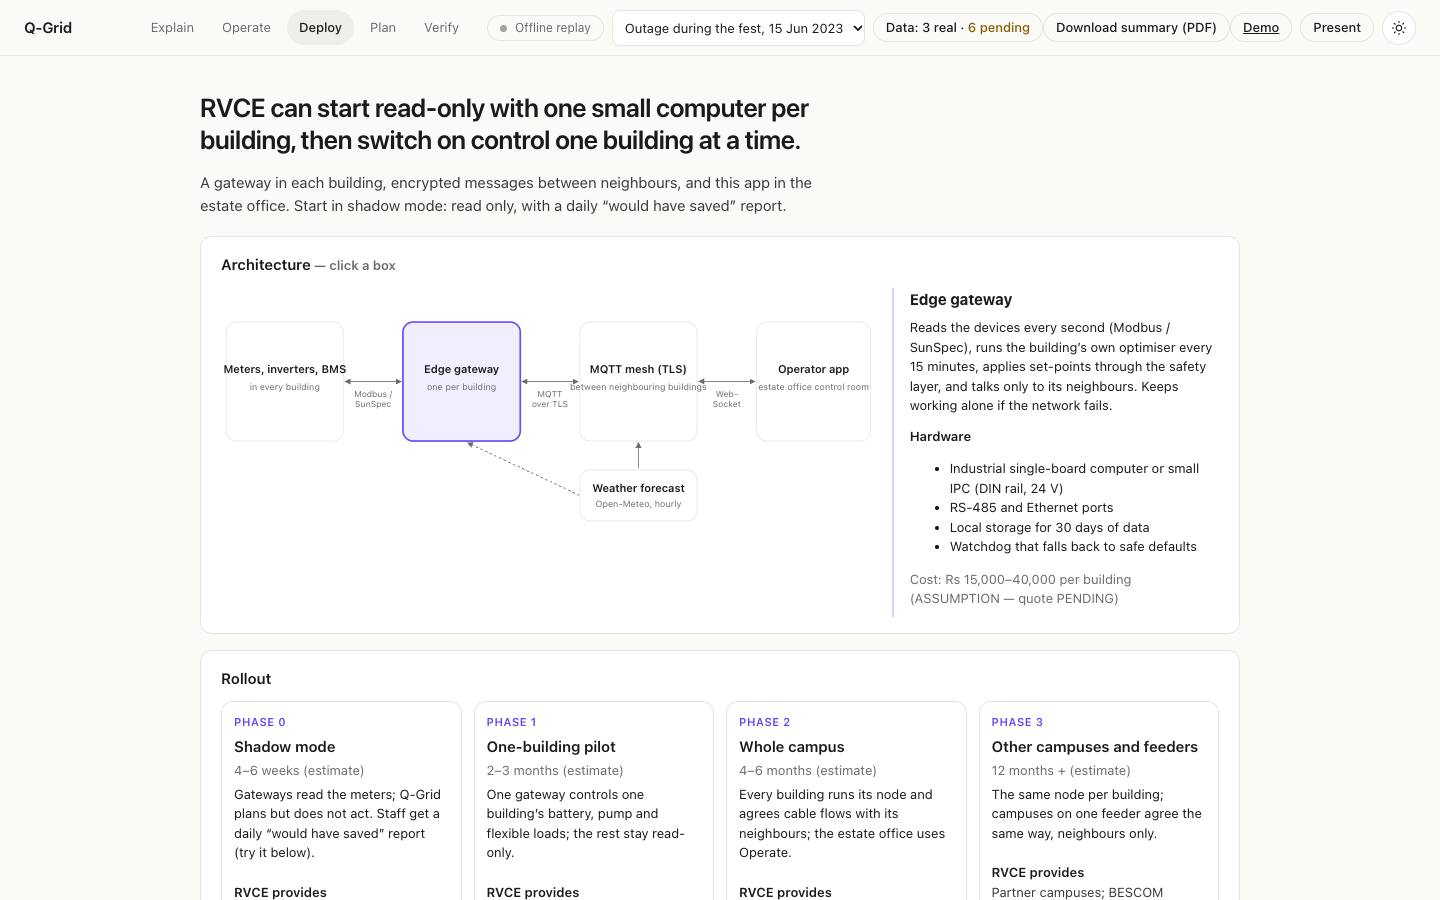 Q-Grid
Explain
Operate
Deploy
Plan
Verify
Offline replay
Outage during the fest, 15 Jun 2023
Data: 3 real · 6 pending
Download summary (PDF)
Demo
Present
RVCE can start read-only with one small computer per
building, then switch on control one building at a time.
A gateway in each building, encrypted messages between neighbours, and this app in the
estate office. Start in shadow mode: read only, with a daily “would have saved” report.
Architecture — click a box
Meters, inverters, BMS
in every building
Modbus /
SunSpec
Edge gateway
one per building
MQTT
over TLS
MQTT mesh (TLS)
between neighbouring buildings
Web-
Socket
Operator app
estate office control room
Weather forecast
Open-Meteo, hourly
Edge gateway
Reads the devices every second (Modbus /
SunSpec), runs the building’s own optimiser every
15 minutes, applies set-points through the safety
layer, and talks only to its neighbours. Keeps
working alone if the network fails.
Hardware
• Industrial single-board computer or small
IPC (DIN rail, 24 V)
• RS-485 and Ethernet ports
• Local storage for 30 days of data
• Watchdog that falls back to safe defaults
Cost: Rs 15,000–40,000 per building
(ASSUMPTION — quote PENDING)
Rollout
PHASE 0
Shadow mode
4–6 weeks (estimate)
Gateways read the meters; Q-Grid
plans but does not act. Staff get a
daily “would have saved” report
(try it below).
RVCE provides
PHASE 1
One-building pilot
2–3 months (estimate)
One gateway controls one
building’s battery, pump and
flexible loads; the rest stay read-
only.
RVCE provides
PHASE 2
Whole campus
4–6 months (estimate)
Every building runs its node and
agrees cable flows with its
neighbours; the estate office uses
Operate.
RVCE provides
PHASE 3
Other campuses and feeders
12 months + (estimate)
The same node per building;
campuses on one feeder agree the
same way, neighbours only.
RVCE provides
Partner campuses; BESCOM